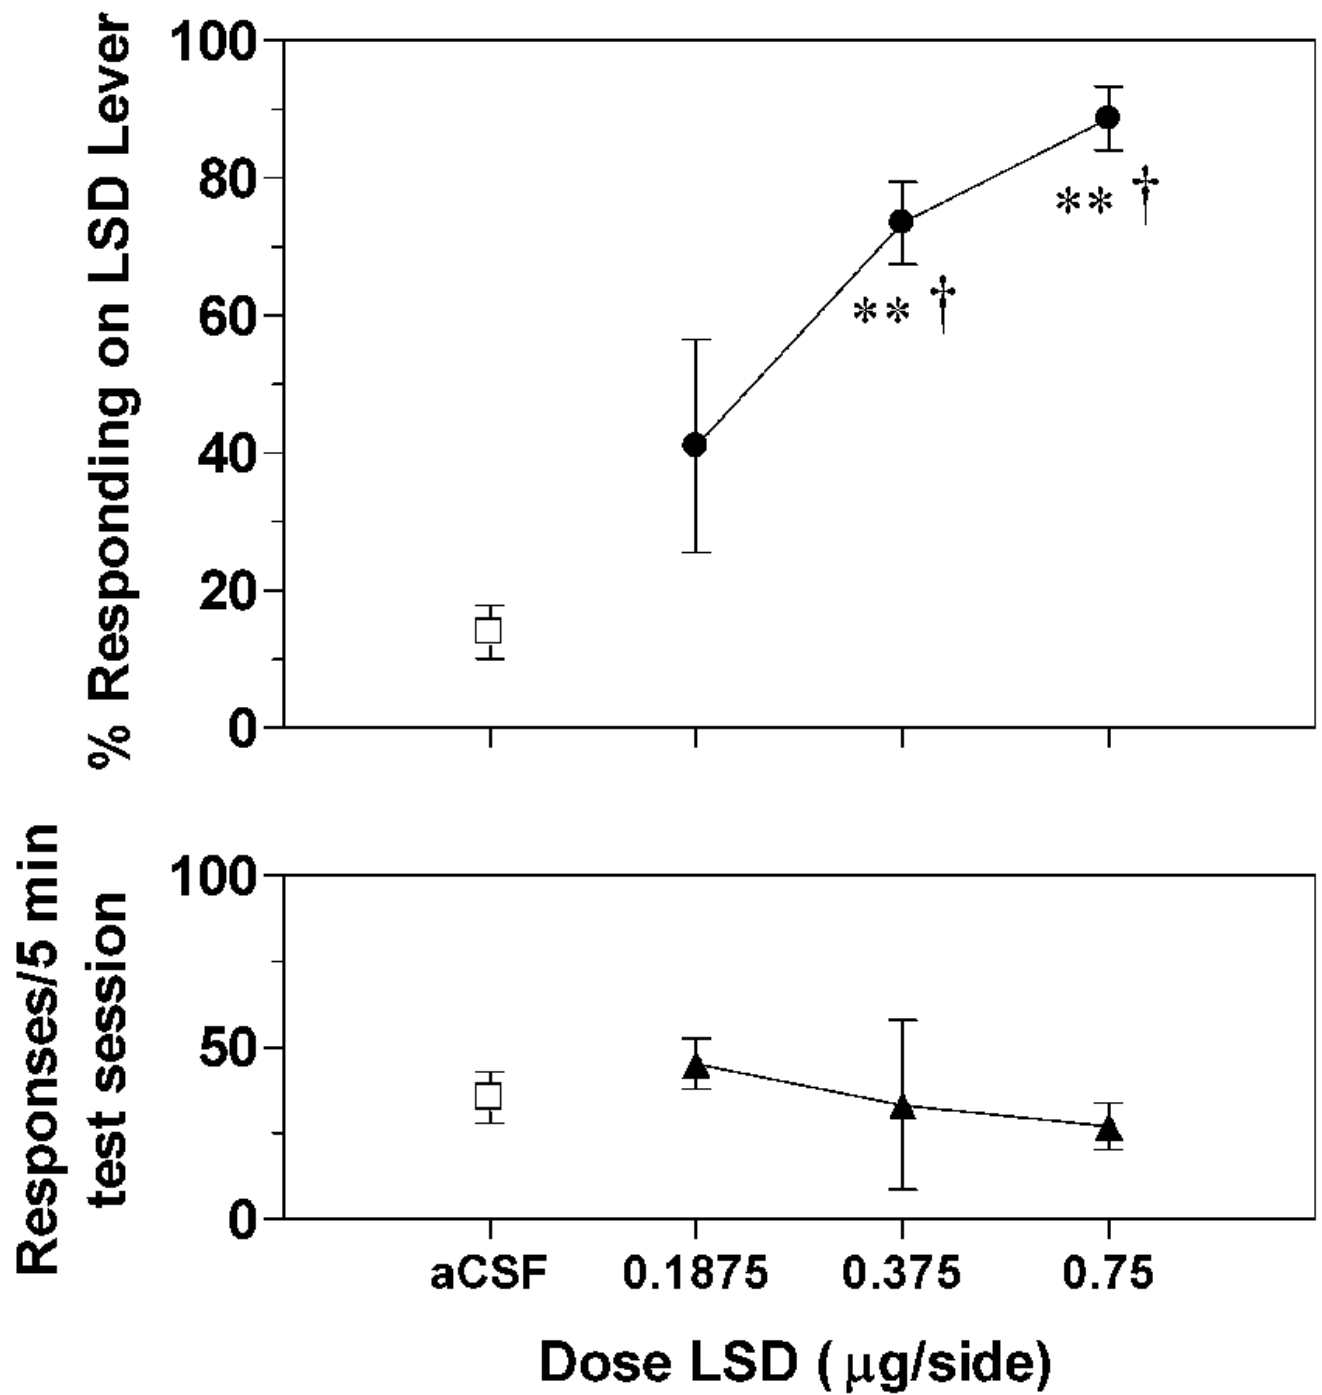 % Responding on LSD Lever
100
80
60
40
20
0
** †
** †
Responses/5 min
test session
100
50
0
aCSF 0.1875 0.375 0.75
Dose LSD (μg/side)